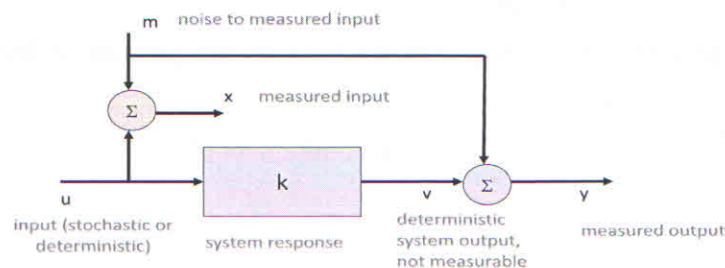 m noise to measured input
Σ
x measured input
k
Σ
u
v
y
input (stochastic or
deterministic)
system response
deterministic
system output,
not measurable
measured output